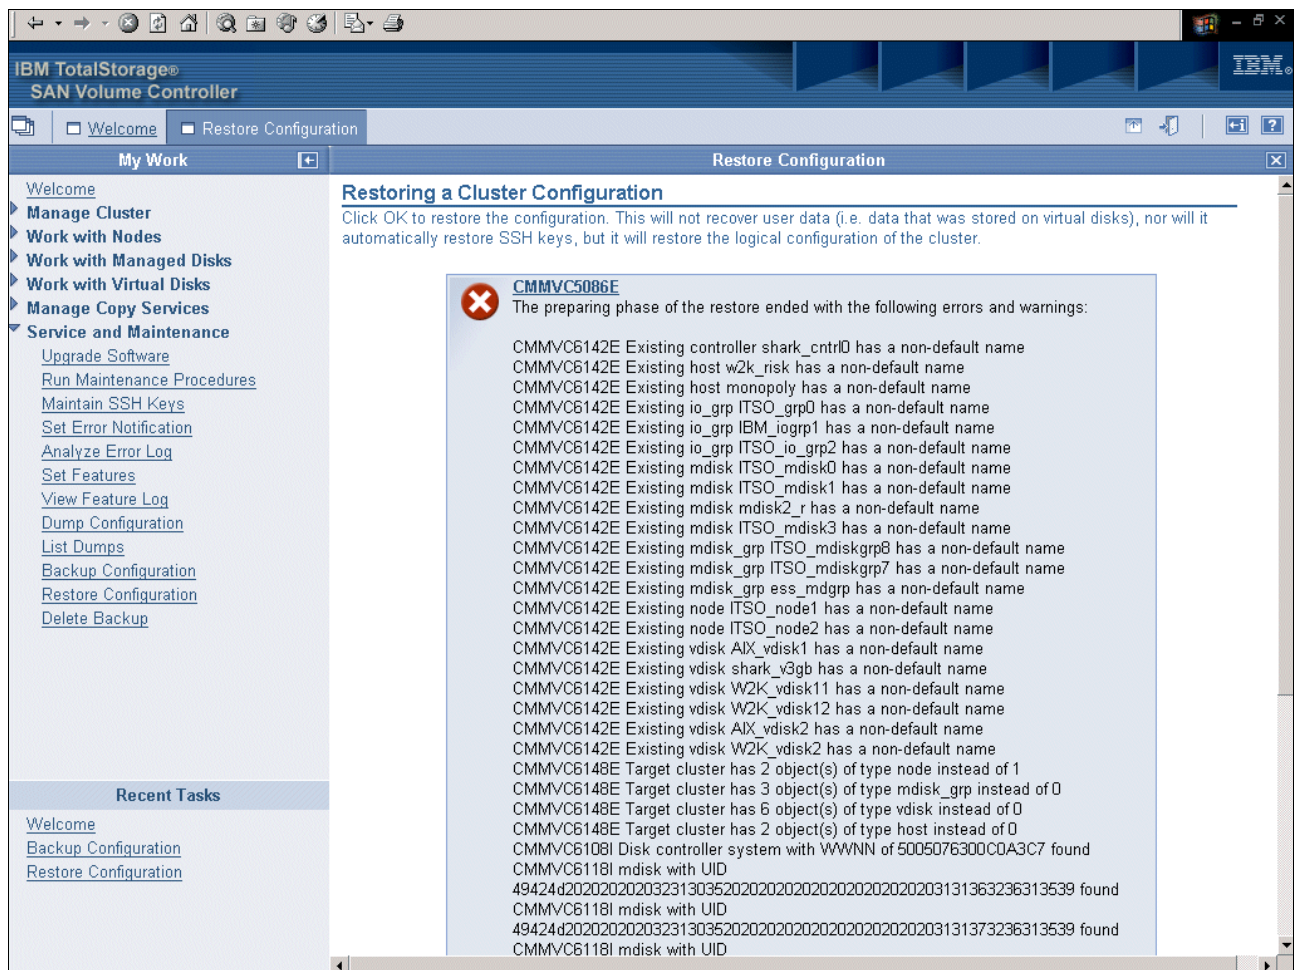 IBM TotalStorage®
SAN Volume Controller
IBM®
Welcome
Restore Configuration
My Work
Restore Configuration
Welcome
Manage Cluster
Work with Nodes
Work with Managed Disks
Work with Virtual Disks
Manage Copy Services
Service and Maintenance
Upgrade Software
Run Maintenance Procedures
Maintain SSH Keys
Set Error Notification
Analyze Error Log
Set Features
View Feature Log
Dump Configuration
List Dumps
Backup Configuration
Restore Configuration
Delete Backup
Recent Tasks
Welcome
Backup Configuration
Restore Configuration
Restoring a Cluster Configuration
Click OK to restore the configuration. This will not recover user data (i.e. data that was stored on virtual disks), nor will it
automatically restore SSH keys, but it will restore the logical configuration of the cluster.
CMMVC5086E
The preparing phase of the restore ended with the following errors and warnings:
CMMVC6142E Existing controller shark_cntrl0 has a non-default name
CMMVC6142E Existing host w2k_risk has a non-default name
CMMVC6142E Existing host monopoly has a non-default name
CMMVC6142E Existing io_grp ITSO_grp0 has a non-default name
CMMVC6142E Existing io_grp IBM_iogrp1 has a non-default name
CMMVC6142E Existing io_grp ITSO_io_grp2 has a non-default name
CMMVC6142E Existing mdisk ITSO_mdisk0 has a non-default name
CMMVC6142E Existing mdisk ITSO_mdisk1 has a non-default name
CMMVC6142E Existing mdisk mdisk2_r has a non-default name
CMMVC6142E Existing mdisk ITSO_mdisk3 has a non-default name
CMMVC6142E Existing mdisk_grp ITSO_mdiskgrp8 has a non-default name
CMMVC6142E Existing mdisk_grp ITSO_mdiskgrp7 has a non-default name
CMMVC6142E Existing mdisk_grp ess_mdgrp has a non-default name
CMMVC6142E Existing node ITSO_node1 has a non-default name
CMMVC6142E Existing node ITSO_node2 has a non-default name
CMMVC6142E Existing vdisk AIX_vdisk1 has a non-default name
CMMVC6142E Existing vdisk shark_v3gb has a non-default name
CMMVC6142E Existing vdisk W2K_vdisk11 has a non-default name
CMMVC6142E Existing vdisk W2K_vdisk12 has a non-default name
CMMVC6142E Existing vdisk AIX_vdisk2 has a non-default name
CMMVC6142E Existing vdisk W2K_vdisk2 has a non-default name
CMMVC6148E Target cluster has 2 object(s) of type node instead of 1
CMMVC6148E Target cluster has 3 object(s) of type mdisk_grp instead of 0
CMMVC6148E Target cluster has 6 object(s) of type vdisk instead of 0
CMMVC6148E Target cluster has 2 object(s) of type host instead of 0
CMMVC6108I Disk controller system with WWNN of 5005076300C0A3C7 found
CMMVC6118I mdisk with UID
49424d2020202020323130352020202020202020202020203131363236313539 found
CMMVC6118I mdisk with UID
49424d2020202020323130352020202020202020202020203131373236313539 found
CMMVC6118I mdisk with UID